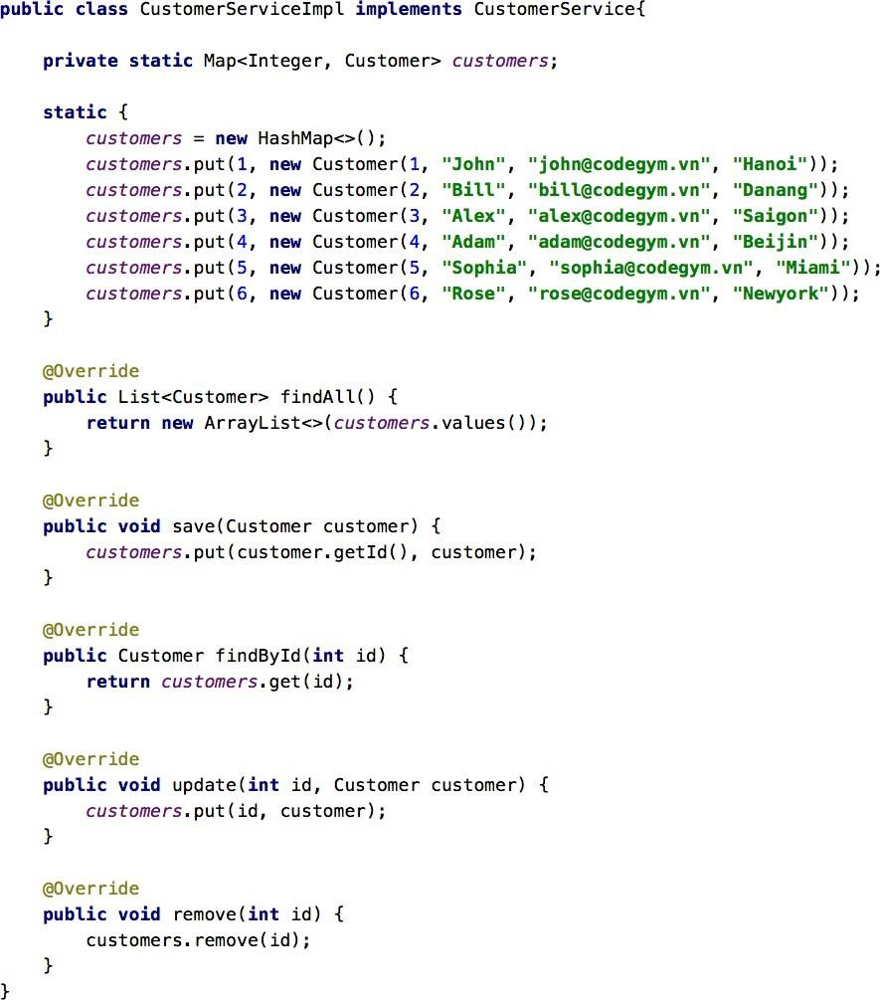 public class CustomerServiceImpl implements CustomerService{
    private static Map<Integer, Customer> customers;
    static {
        customers = new HashMap<>();
        customers.put(1, new Customer(1, "John", "john@codegym.vn", "Hanoi"));
        customers.put(2, new Customer(2, "Bill", "bill@codegym.vn", "Danang"));
        customers.put(3, new Customer(3, "Alex", "alex@codegym.vn", "Saigon"));
        customers.put(4, new Customer(4, "Adam", "adam@codegym.vn", "Beijin"));
        customers.put(5, new Customer(5, "Sophia", "sophia@codegym.vn", "Miami"));
        customers.put(6, new Customer(6, "Rose", "rose@codegym.vn", "Newyork"));
    }
    @Override
    public List<Customer> findAll() {
        return new ArrayList<>(customers.values());
    }
    @Override
    public void save(Customer customer) {
        customers.put(customer.getId(), customer);
    }
    @Override
    public Customer findById(int id) {
        return customers.get(id);
    }
    @Override
    public void update(int id, Customer customer) {
        customers.put(id, customer);
    }
    @Override
    public void remove(int id) {
        customers.remove(id);
    }
}